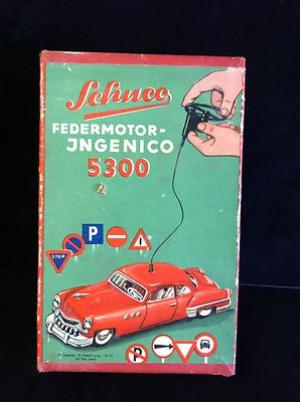 Schuco
FEDERMOTOR-
JNGENICO
5300
STOP
P
P